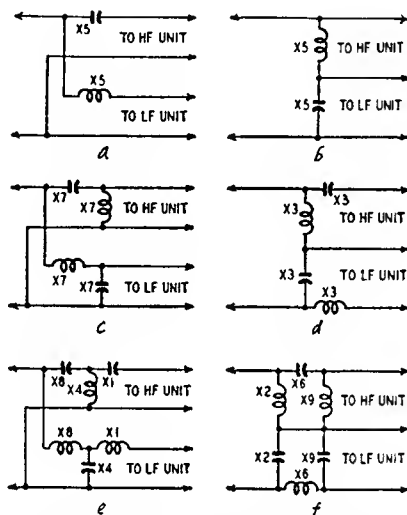 X5
TO HF UNIT
X5
TO LF UNIT
a
X5
TO HF UNIT
X5
TO LF UNIT
b
X7
X7
TO HF UNIT
X7
X7
TO LF UNIT
c
X3
X3
TO HF UNIT
X3
TO LF UNIT
X3
d
X8
X1
X4
TO HF UNIT
X8
X1
X4
TO LF UNIT
e
X6
X2
X9
TO HF UNIT
X2
X9
TO LF UNIT
X6
f